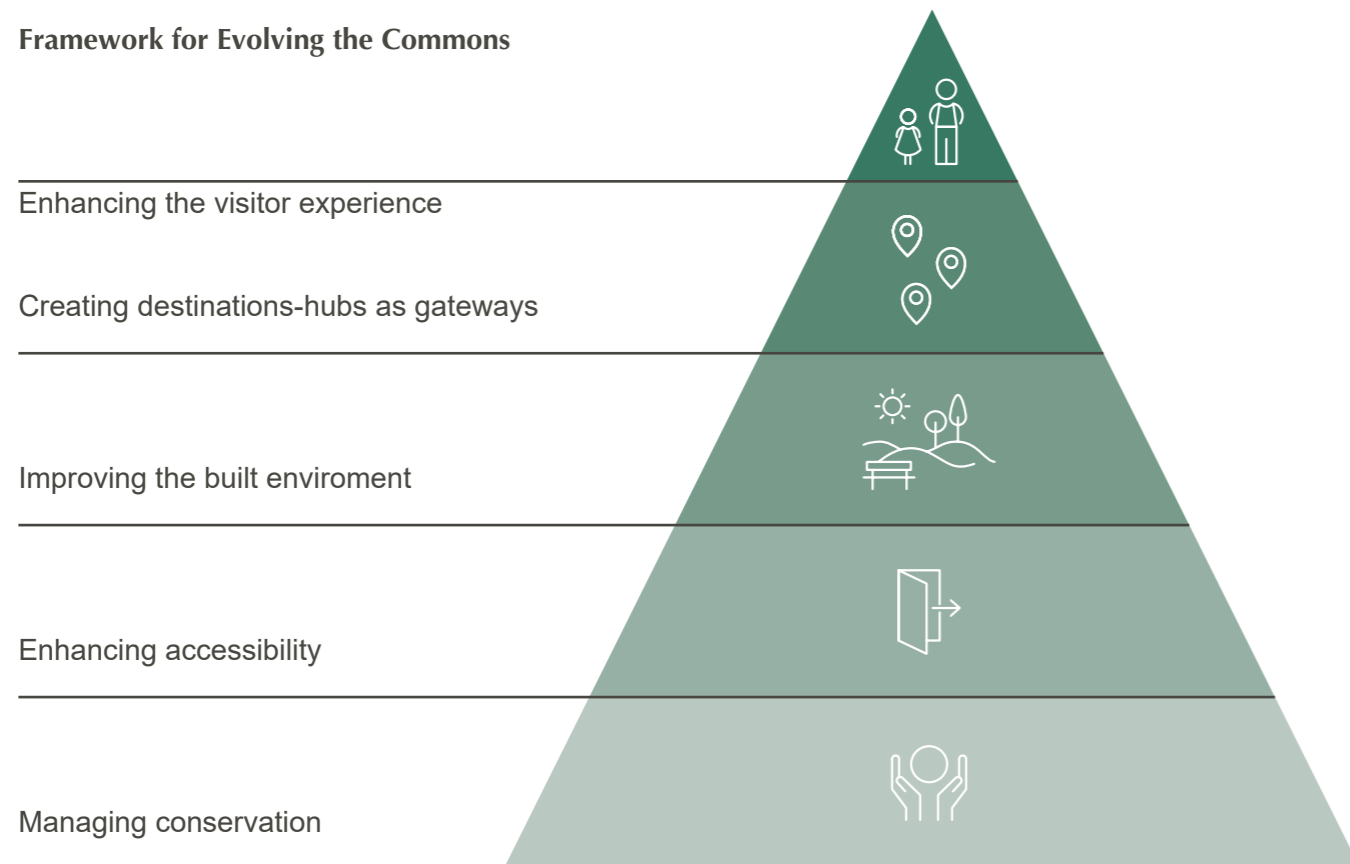 Framework for Evolving the Commons
Enhancing the visitor experience
Creating destinations-hubs as gateways
Improving the built enviroment
Enhancing accessibility
Managing conservation